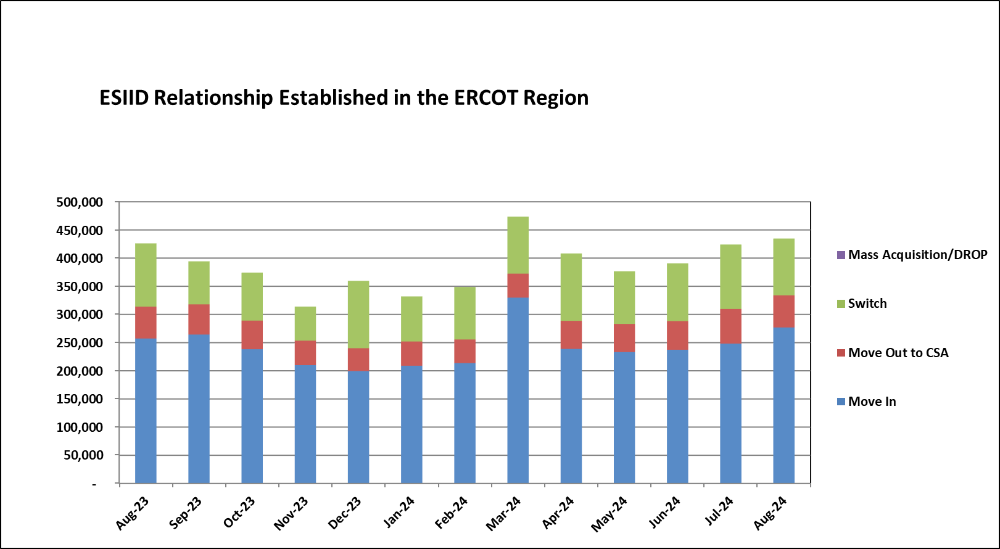 ESIID Relationship Established in the ERCOT Region
500,000
450,000
400,000
350,000
300,000
250,000
200,000
150,000
100,000
50,000
-
Aug-23
Sep-23
Oct-23
Nov-23
Dec-23
Jan-24
Feb-24
Mar-24
Apr-24
May-24
Jun-24
Jul-24
Aug-24
Mass Acquisition/DROP
Switch
Move Out to CSA
Move In